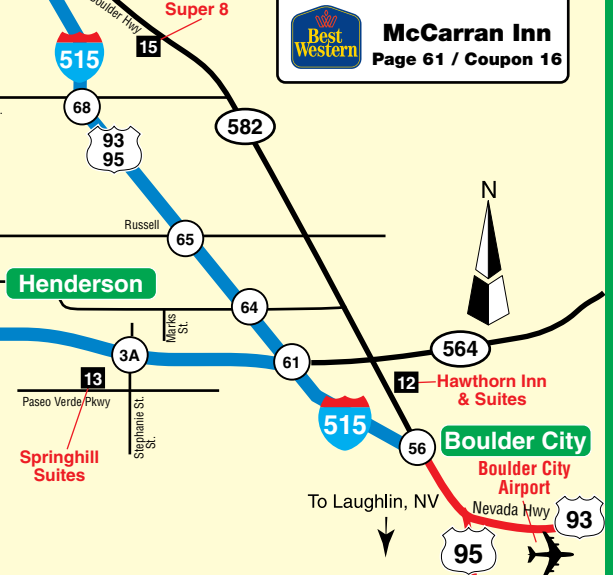 Boulder Hwy
Super 8
15
515
Best
Western
McCarran Inn
Page 61 / Coupon 16
68
93
95
582
Russell
65
N
Henderson
64
Marks
St.
3A
61
564
13
12
Hawthorn Inn
& Suites
Paseo Verde Pkwy
Stephanie St.
St.
515
56
Boulder City
Springhill
Suites
Boulder City
Airport
To Laughlin, NV
Nevada Hwy
93
95